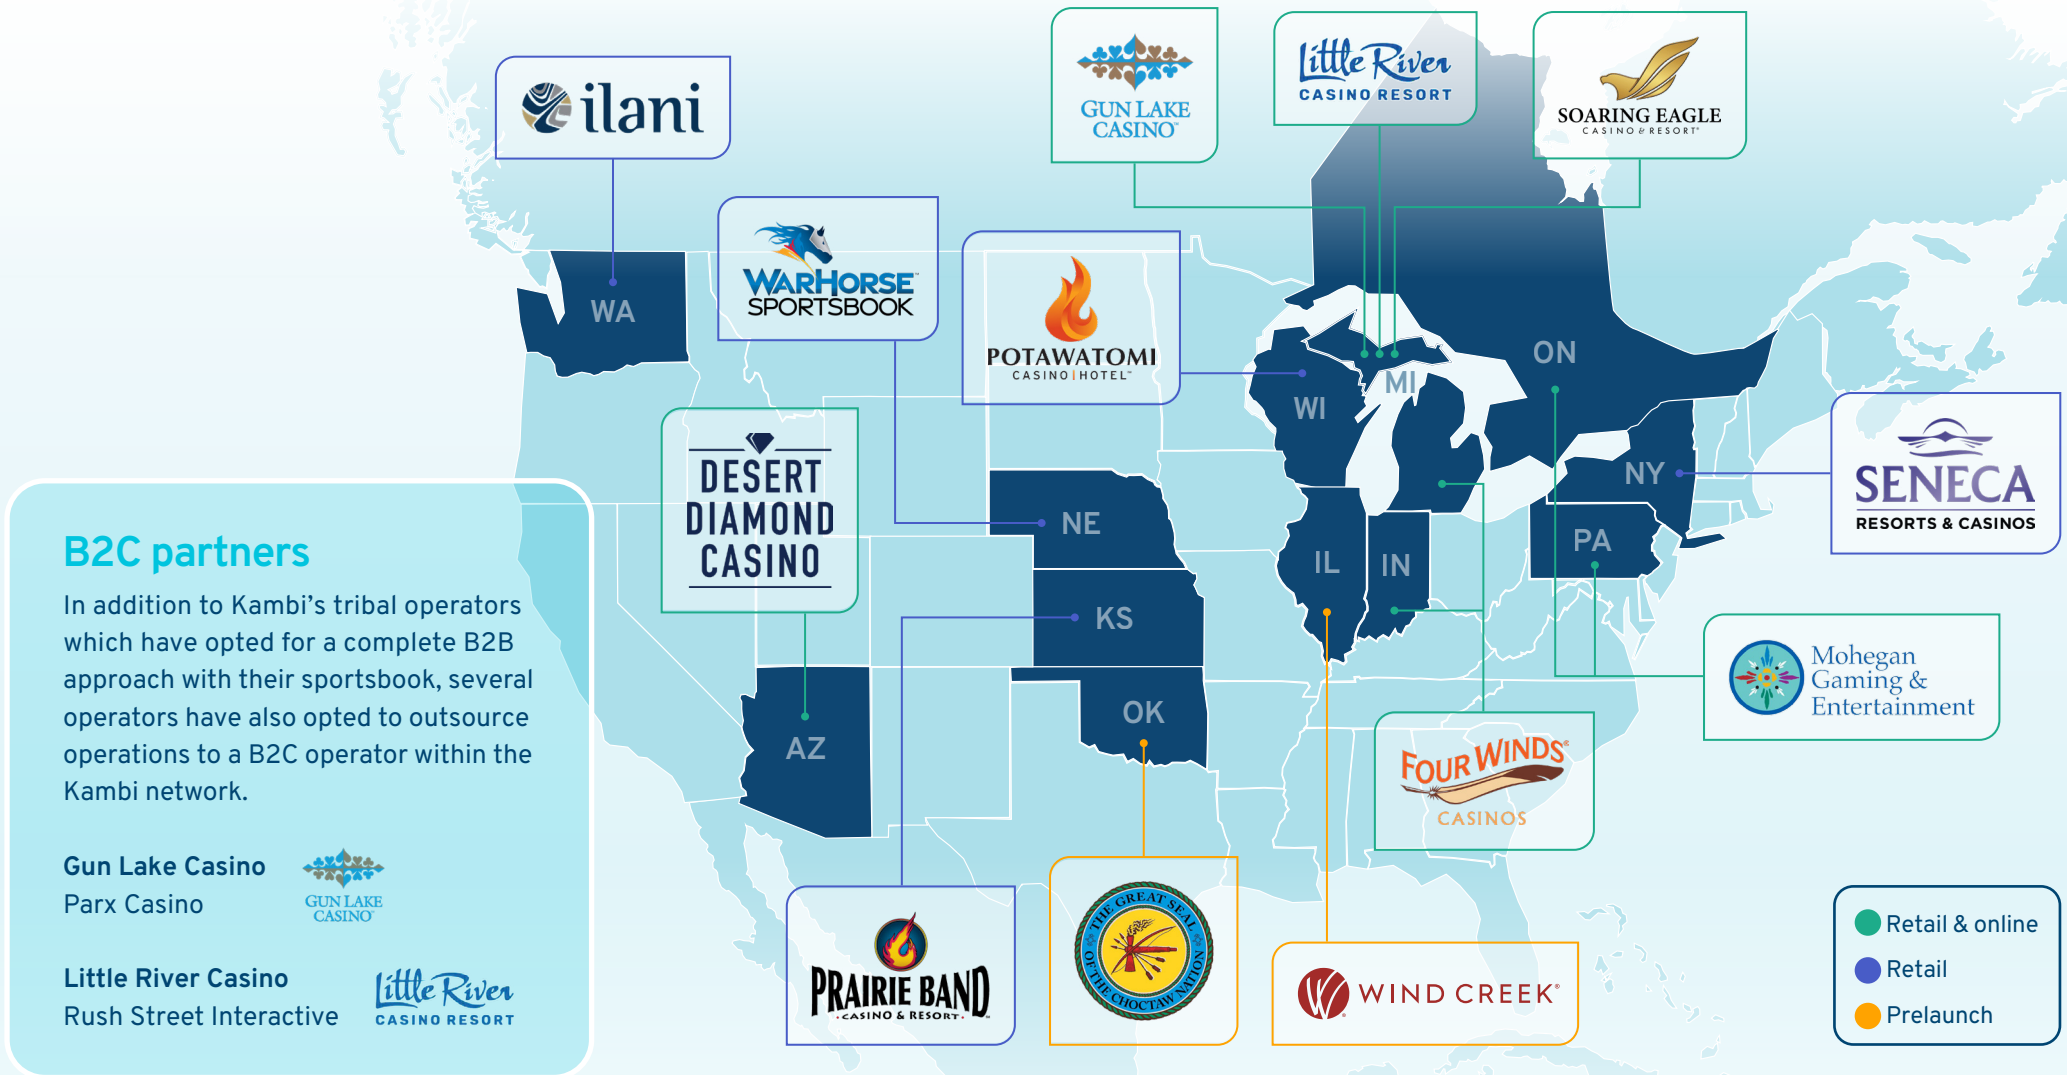 GUN LAKE
CASINO™
Little River
CASINO RESORT
SOARING EAGLE
CASINO & RESORT®
ilani
WARHORSE™
SPORTSBOOK
POTAWATOMI
CASINO | HOTEL™
WA
ON
MI
WI
DESERT
DIAMOND
CASINO
NY
SENECA
RESORTS & CASINOS
NE
PA
IL
IN
KS
B2C partners
In addition to Kambi’s tribal operators
which have opted for a complete B2B
approach with their sportsbook, several
operators have also opted to outsource
operations to a B2C operator within the
Kambi network.
Gun Lake Casino
Parx Casino
GUN LAKE
CASINO™
Little River Casino
Rush Street Interactive
Little River
CASINO RESORT
Mohegan
Gaming &
Entertainment
OK
AZ
FOUR WINDS®
CASINOS
PRAIRIE BAND
· CASINO & RESORT ·
THE GREAT SEAL
OF THE CHOCTAW NATION
WIND CREEK®
Retail & online
Retail
Prelaunch